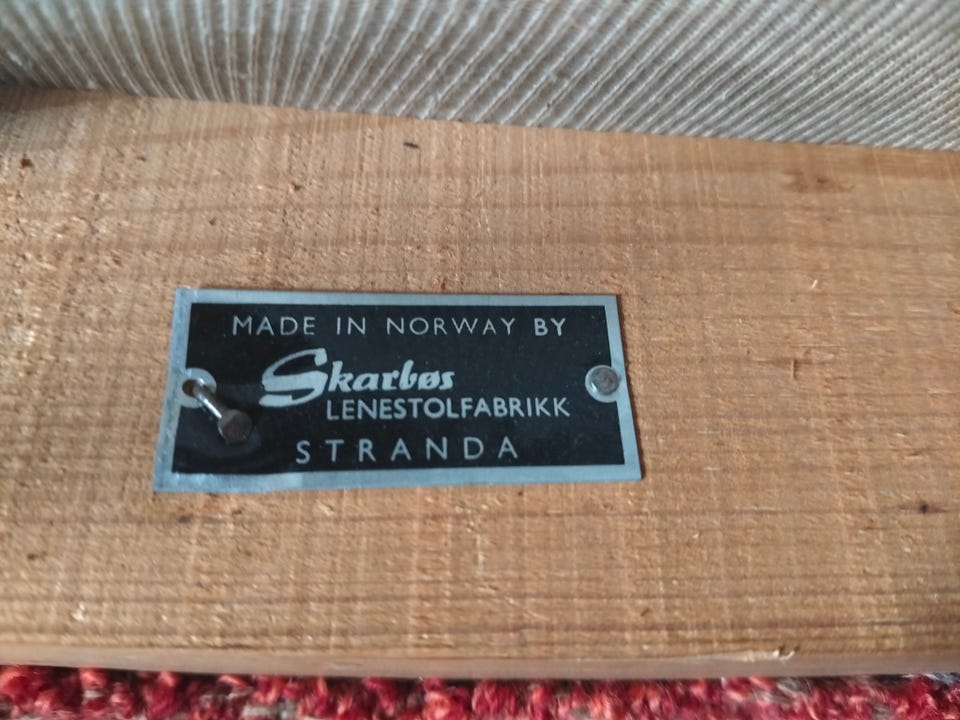 MADE IN NORWAY BY
Skarbøs
LENESTOLFABRIKK
STRANDA